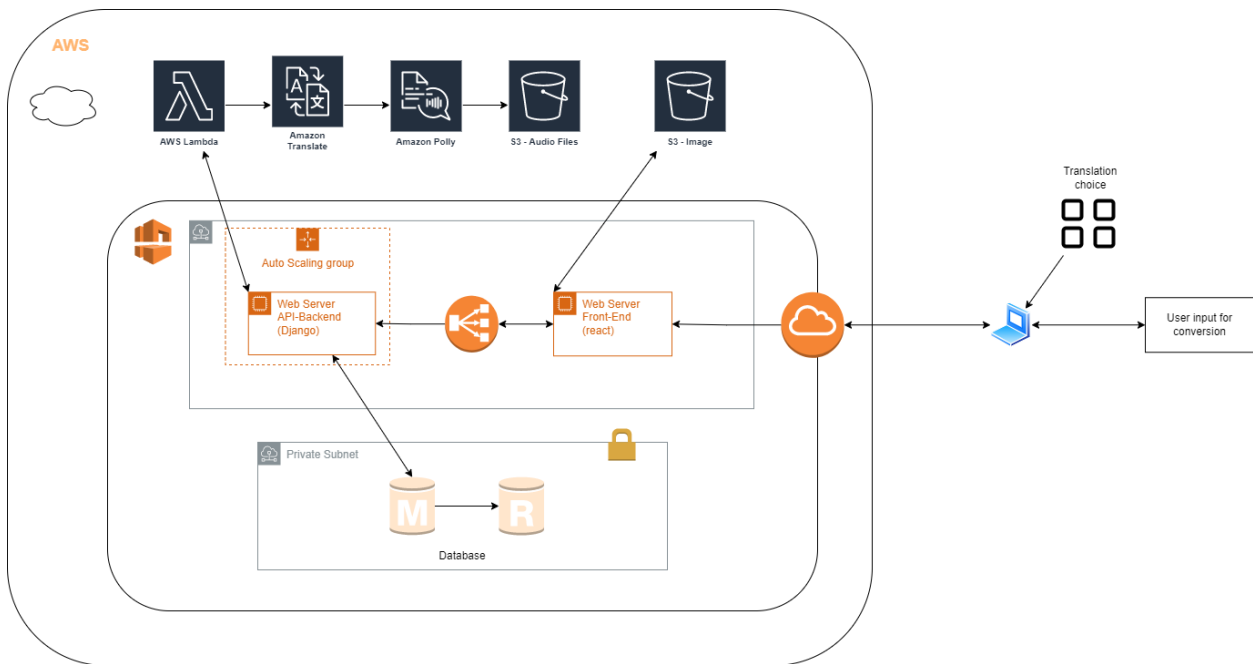 AWS
AWS Lambda
Amazon
Translate
Amazon Polly
S3 - Audio Files
S3 - Image
A
文
Translation
choice
Auto Scaling group
Web Server
API-Backend
(Django)
Web Server
Front-End
(react)
User input for
conversion
Private Subnet
M
R
Database